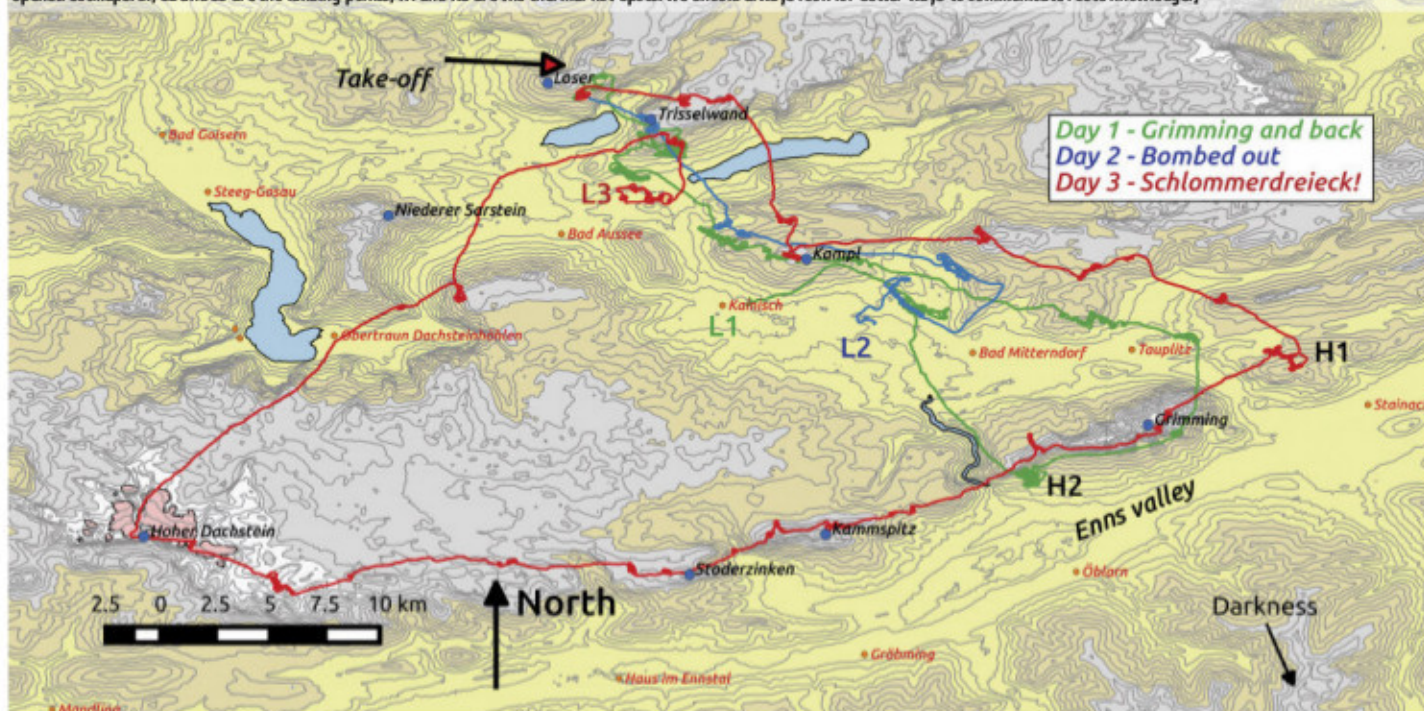 Take-off
Loser
Trisselwand
Bad Goisern
Day 1 - Grimming and back
Day 2 - Bombed out
Day 3 - Schlommerdreieck!
Steeg-Gosau
L3
Niederer Sarstein
Bad Aussee
Kampl
Kainisch
L1
Obertraun Dachsteinhöhlen
L2
Bad Mitterndorf
Tauplitz
H1
Stainach
Grimming
H2
Enns valley
Hoher Dachstein
Kammspitz
Stoderzinken
Öblarn
2.5 0 2.5 5 7.5 10 km
North
Darkness
Gröbming
Haus im Ennstal
Mandling